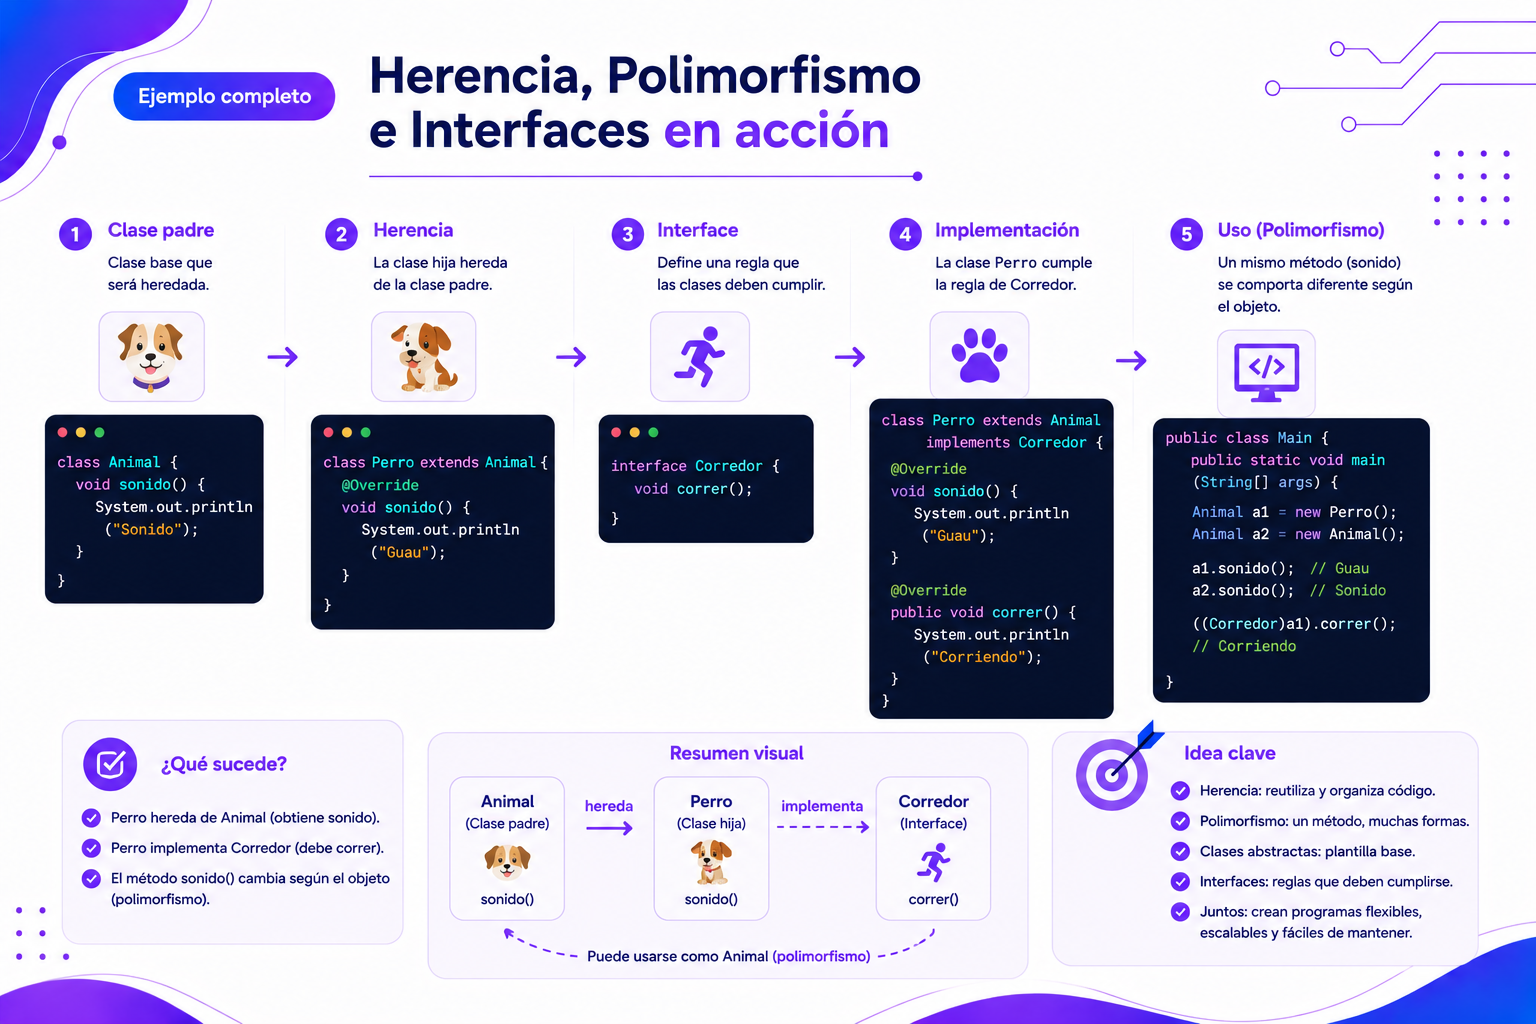 Ejemplo completo
Herencia, Polimorfismo
e Interfaces en acción
1 Clase padre
Clase base que
será heredada.
class Animal {
void sonido() {
System.out.println
("Sonido");
}
}
2 Herencia
La clase hija hereda
de la clase padre.
class Perro extends Animal {
@Override
void sonido() {
System.out.println
("Guau");
}
}
3 Interface
Define una regla que
las clases deben cumplir.
interface Corredor {
void correr();
}
4 Implementación
La clase Perro cumple
la regla de Corredor.
class Perro extends Animal
implements Corredor {
@Override
void sonido() {
System.out.println
("Guau");
}
@Override
public void correr() {
System.out.println
("Corriendo");
}
}
5 Uso (Polimorfismo)
Un mismo método (sonido)
se comporta diferente según
el objeto.
</>
public class Main {
public static void main
(String[] args) {
Animal a1 = new Perro();
Animal a2 = new Animal();
a1.sonido(); // Guau
a2.sonido(); // Sonido
((Corredor)a1).correr();
// Corriendo
}
¿Qué sucede?
Perro hereda de Animal (obtiene sonido).
Perro implementa Corredor (debe correr).
El método sonido() cambia según el objeto
(polimorfismo).
Resumen visual
Animal
(Clase padre)
sonido()
hereda
Perro
(Clase hija)
sonido()
implementa
Corredor
(Interface)
correr()
Puede usarse como Animal (polimorfismo)
Idea clave
Herencia: reutiliza y organiza código.
Polimorfismo: un método, muchas formas.
Clases abstractas: plantilla base.
Interfaces: reglas que deben cumplirse.
Juntos: crean programas flexibles,
escalables y fáciles de mantener.